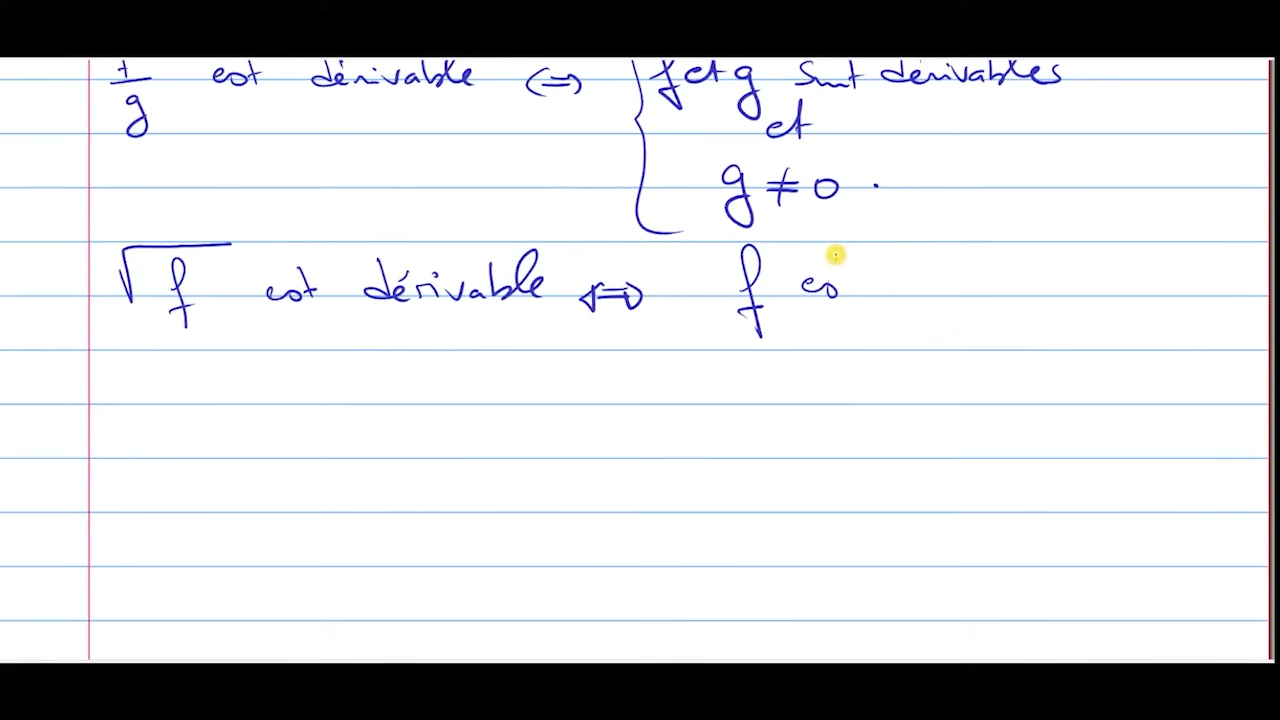 f/g est dérivable <=> { f et g sont dérivables
et
g ≠ 0 .
√f est dérivable <=> f es